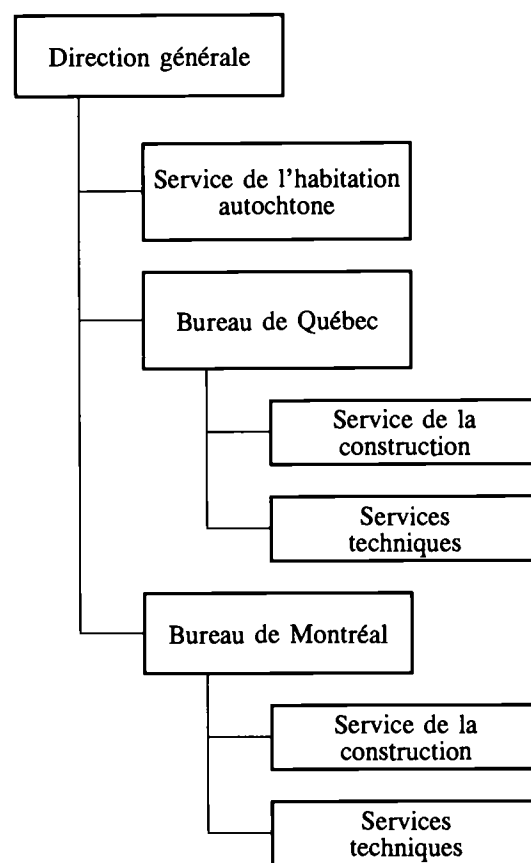 Direction générale
Service de l'habitation
autochtone
Bureau de Québec
Service de la
construction
Services
techniques
Bureau de Montréal
Service de la
construction
Services
techniques